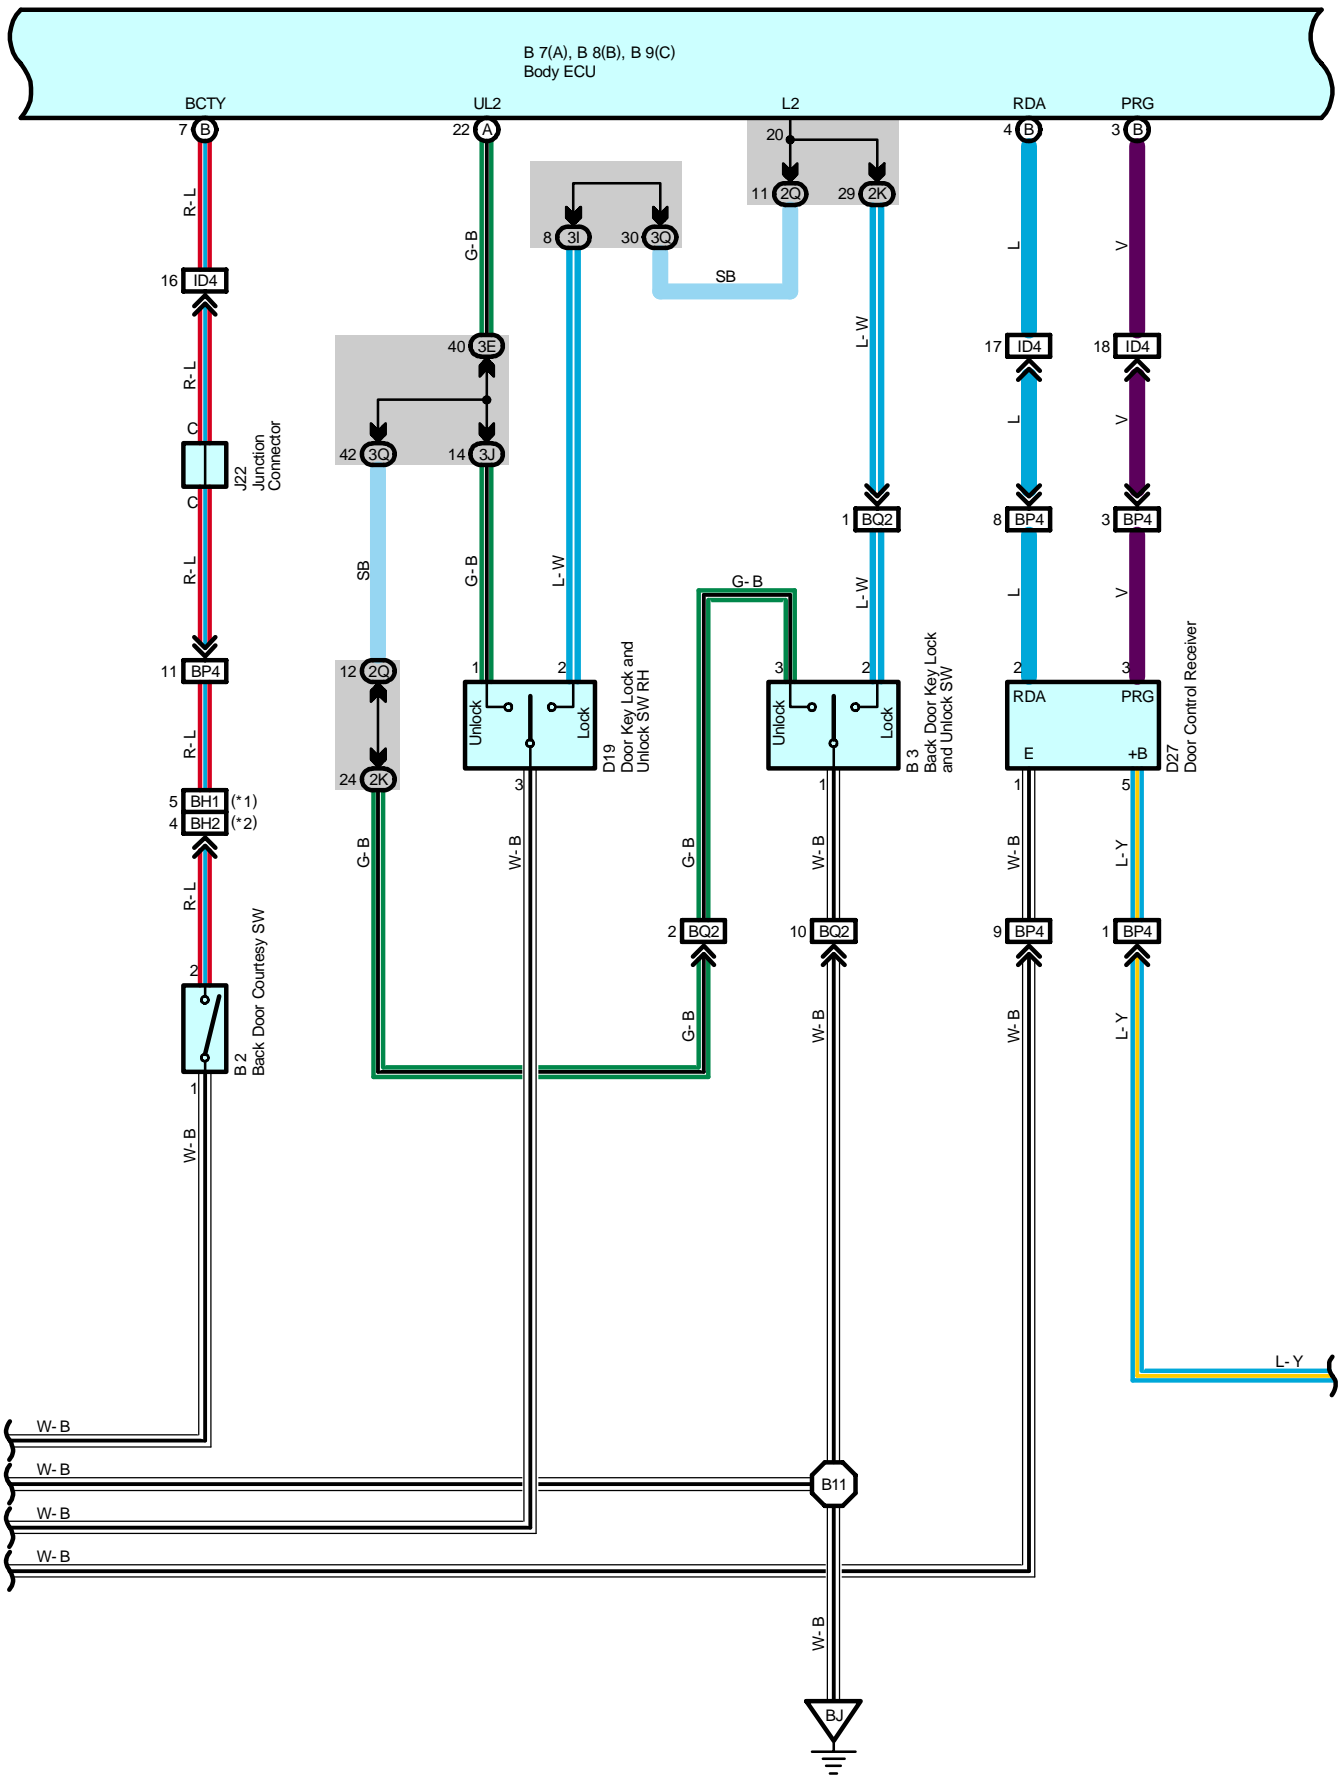 B 7(A), B 8(B), B 9(C)
Body ECU
BCTY
UL2
L2
RDA
PRG
7 B
22 A
20
4 B
3 B
11 2Q
29 2K
R-L
G-B
8 3I
30 3Q
L
V
SB
16 ID4
L-W
40 3E
17 ID4
18 ID4
R-L
L
V
C
J22
Junction
Connector
42 3Q
14 3J
C
1 BQ2
8 BP4
3 BP4
R-L
SB
G-B
L-W
G-B
L-W
L
V
11 BP4
12 2Q
1
2
3
2
2
3
Unlock
Lock
D19
Door Key Lock and
Unlock SW RH
Unlock
Lock
B 3
Back Door Key Lock
and Unlock SW
RDA
PRG
E
+B
D27
Door Control Receiver
R-L
24 2K
3
1
1
5
5 BH1 (*1)
4 BH2 (*2)
G-B
W-B
G-B
W-B
W-B
L-Y
R-L
2 BQ2
10 BQ2
9 BP4
1 BP4
2
B 2
Back Door Courtesy SW
1
G-B
W-B
W-B
L-Y
W-B
L-Y
W-B
W-B
B11
W-B
W-B
W-B
BJ